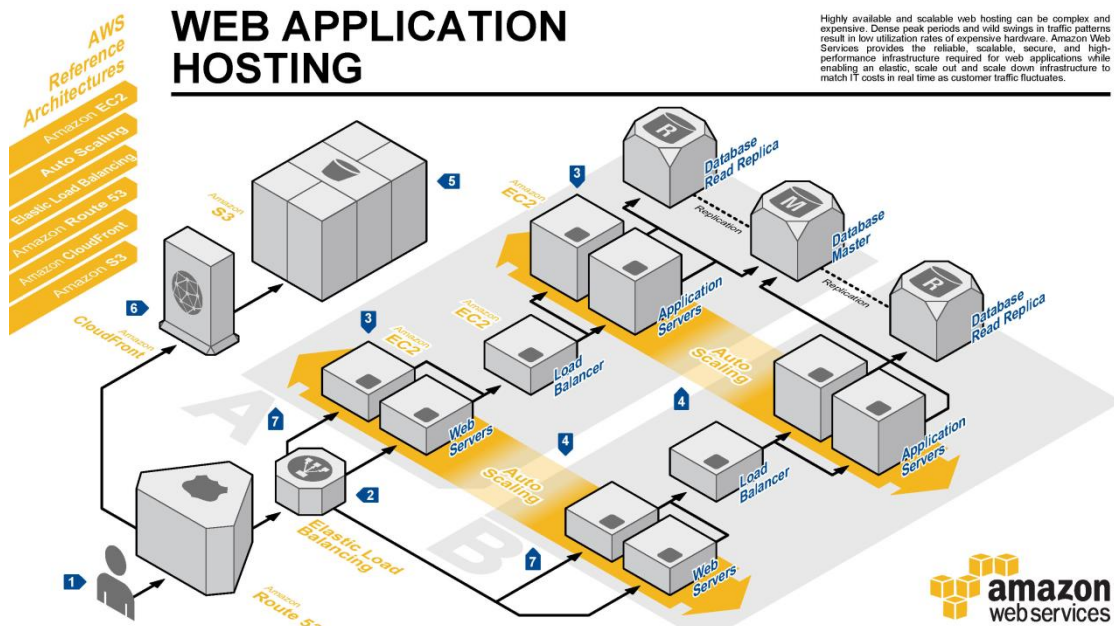 WEB APPLICATION
HOSTING
Highly available and scalable web hosting can be complex and
expensive. Dense peak periods and wild swings in traffic patterns
result in low utilization rates of expensive hardware. Amazon Web
Services provides the reliable, scalable, secure, and high-
performance infrastructure required for web applications while
enabling an elastic, scale out and scale down infrastructure to
match IT costs in real time as customer traffic fluctuates.
AWS
Reference
Architectures
Amazon EC2
Auto Scaling
Elastic Load Balancing
Amazon Route 53
Amazon CloudFront
Amazon S3
R
Database
Read Replica
Replication
M
Database
Master
Replication
R
Database
Read Replica
5
Amazon
S3
3
Amazon
EC2
Application
Servers
6
Amazon
CloudFront
3
Amazon
EC2
Amazon
EC2
Load
Balancer
Web
Servers
Auto
Scaling
4
Application
Servers
7
4
A
2
Elastic Load
Balancing
Auto
Scaling
Load
Balancer
B
7
Web
Servers
1
Amazon
Route 53
amazon
web services